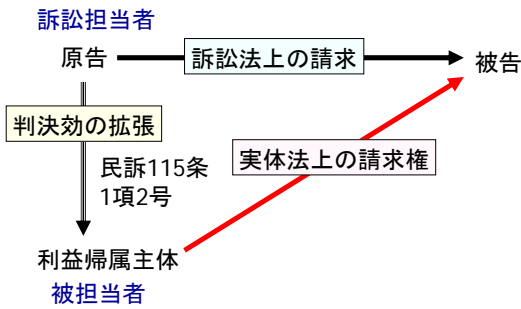 訴訟担当者
原告
訴訟法上の請求
被告
判決効の拡張
民訴115条
1項2号
実体法上の請求権
利益帰属主体
被担当者